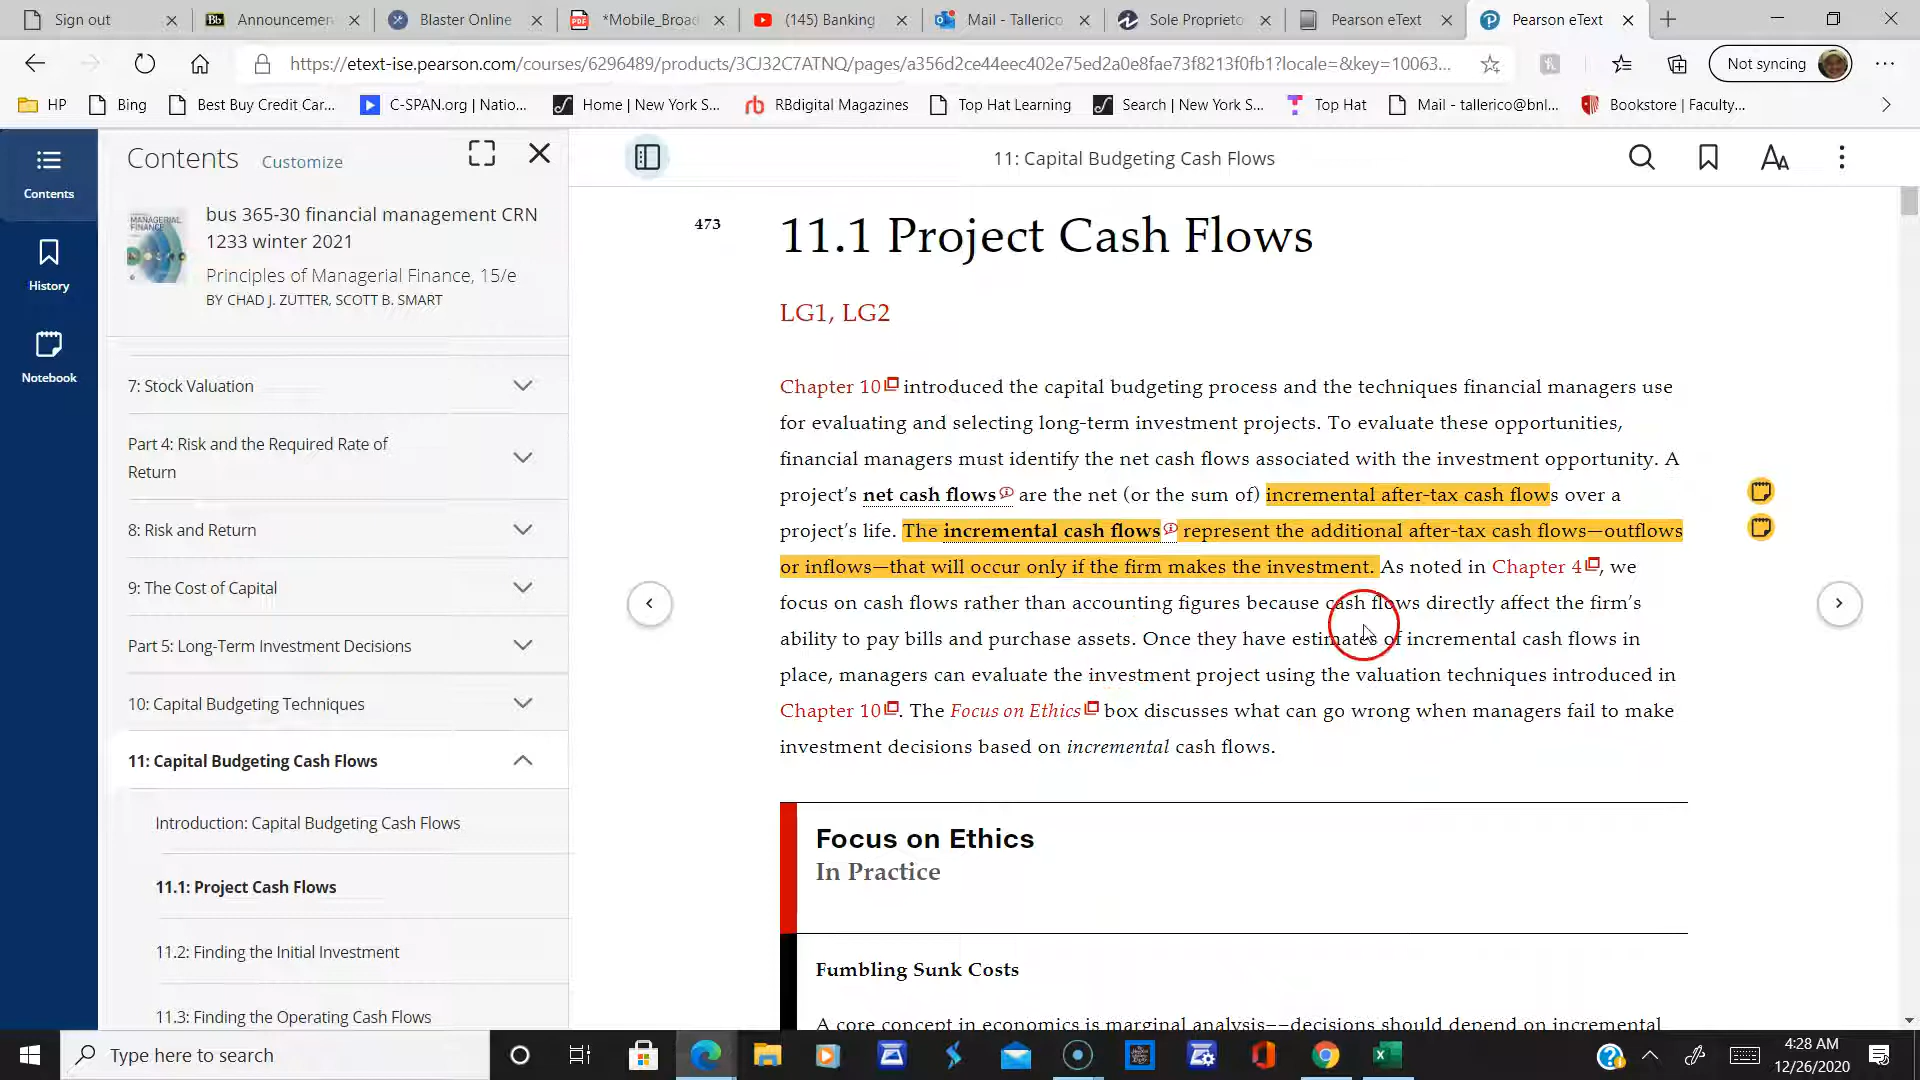 Sign out
Announcemen
Blaster Online
*Mobile_Broad
(145) Banking
Mail - Tallerico
Sole Proprieto
Pearson eText
Pearson eText
https://etext-ise.pearson.com/courses/6296489/products/3CJ32C7ATNQ/pages/a356d2ce44eec402e75ed2a0e8fae73f8213f0fb1?locale=&key=10063...
Not syncing
HP
Bing
Best Buy Credit Car...
C-SPAN.org | Natio...
Home | New York S...
RBdigital Magazines
Top Hat Learning
Search | New York S...
Top Hat
Mail - tallerico@bnl...
Bookstore | Faculty...
Contents
History
Notebook
Contents Customize
MANAGERIAL
FINANCE
bus 365-30 financial management CRN
1233 winter 2021
Principles of Managerial Finance, 15/e
BY CHAD J. ZUTTER, SCOTT B. SMART
7: Stock Valuation
Part 4: Risk and the Required Rate of
Return
8: Risk and Return
9: The Cost of Capital
Part 5: Long-Term Investment Decisions
10: Capital Budgeting Techniques
11: Capital Budgeting Cash Flows
Introduction: Capital Budgeting Cash Flows
11.1: Project Cash Flows
11.2: Finding the Initial Investment
11.3: Finding the Operating Cash Flows
11: Capital Budgeting Cash Flows
473
11.1 Project Cash Flows
LG1, LG2
Chapter 10 introduced the capital budgeting process and the techniques financial managers use
for evaluating and selecting long-term investment projects. To evaluate these opportunities,
financial managers must identify the net cash flows associated with the investment opportunity. A
project's net cash flows are the net (or the sum of) incremental after-tax cash flows over a
project's life. The incremental cash flows represent the additional after-tax cash flows—outflows
or inflows—that will occur only if the firm makes the investment. As noted in Chapter 4, we
focus on cash flows rather than accounting figures because cash flows directly affect the firm's
ability to pay bills and purchase assets. Once they have estimates of incremental cash flows in
place, managers can evaluate the investment project using the valuation techniques introduced in
Chapter 10. The Focus on Ethics box discusses what can go wrong when managers fail to make
investment decisions based on incremental cash flows.
Focus on Ethics
In Practice
Fumbling Sunk Costs
A core concept in economics is marginal analysis––decisions should depend on incremental
Type here to search
4:28 AM
12/26/2020